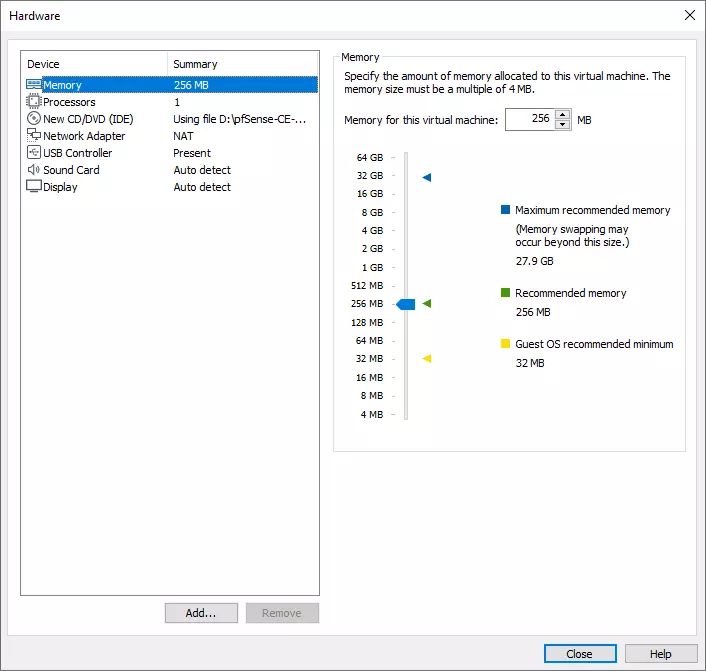 Hardware
Device Summary
Memory 256 MB
Processors 1
New CD/DVD (IDE) Using file D:\pfSense-CE-...
Network Adapter NAT
USB Controller Present
Sound Card Auto detect
Display Auto detect
Add...
Remove
Memory
Specify the amount of memory allocated to this virtual machine. The
memory size must be a multiple of 4 MB.
Memory for this virtual machine: 256 MB
64 GB
32 GB
16 GB
8 GB
4 GB
2 GB
1 GB
512 MB
256 MB
128 MB
64 MB
32 MB
16 MB
8 MB
4 MB
Maximum recommended memory
(Memory swapping may
occur beyond this size.)
27.9 GB
Recommended memory
256 MB
Guest OS recommended minimum
32 MB
Close
Help